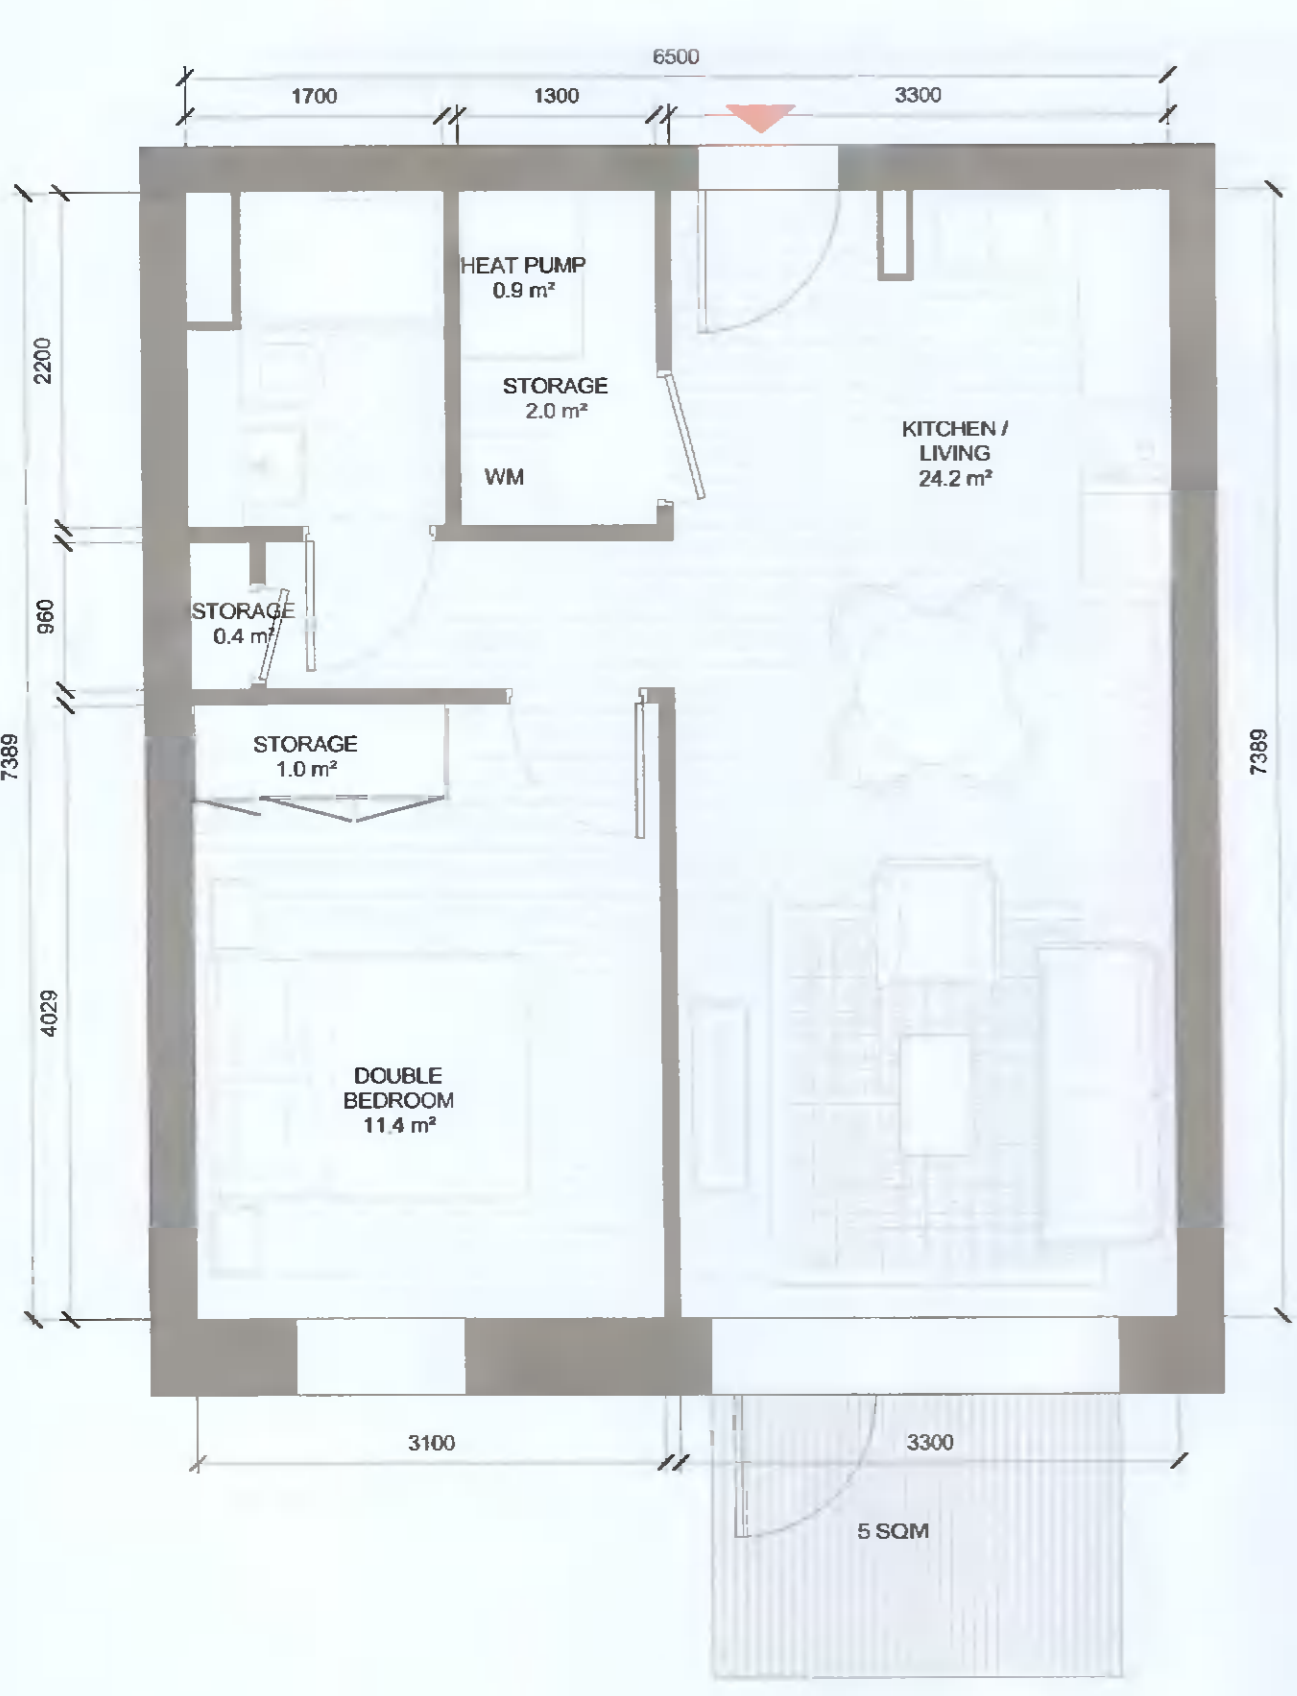 6500
1700
1300
3300
HEAT PUMP
0.9 m²
STORAGE
2.0 m²
WM
KITCHEN /
LIVING
24.2 m²
2200
960
STORAGE
0.4 m²
STORAGE
1.0 m²
7389
7389
4029
DOUBLE
BEDROOM
11.4 m²
3100
3300
5 SQM